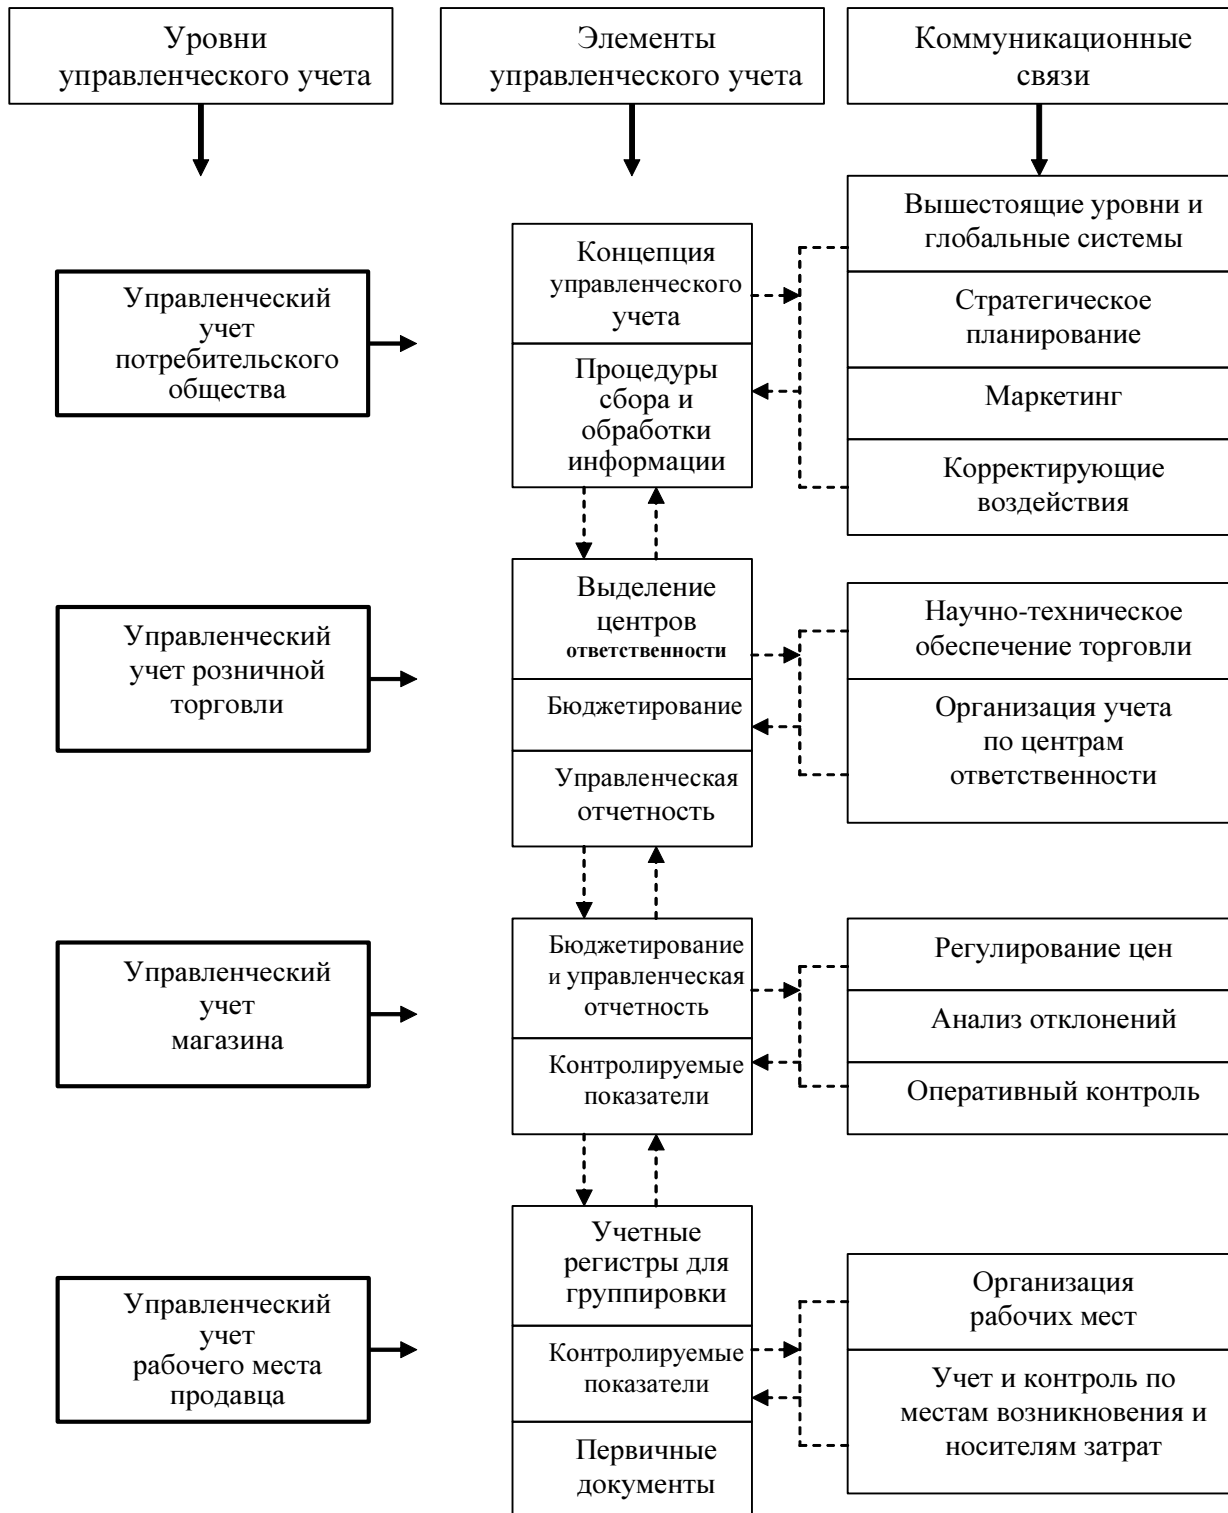 Уровни
управленческого учета
Элементы
управленческого учета
Коммуникационные
связи
Управленческий
учет
потребительского
общества
Концепция
управленческого
учета
Процедуры
сбора и
обработки
информации
Вышестоящие уровни и
глобальные системы
Стратегическое
планирование
Маркетинг
Корректирующие
воздействия
Управленческий
учет розничной
торговли
Выделение
центров
ответственности
Бюджетирование
Управленческая
отчетность
Научно-техническое
обеспечение торговли
Организация учета
по центрам
ответственности
Управленческий
учет
магазина
Бюджетирование
и управленческая
отчетность
Контролируемые
показатели
Регулирование цен
Анализ отклонений
Оперативный контроль
Управленческий
учет
рабочего места
продавца
Учетные
регистры для
группировки
Контролируемые
показатели
Первичные
документы
Организация
рабочих мест
Учет и контроль по
местам возникновения и
носителям затрат